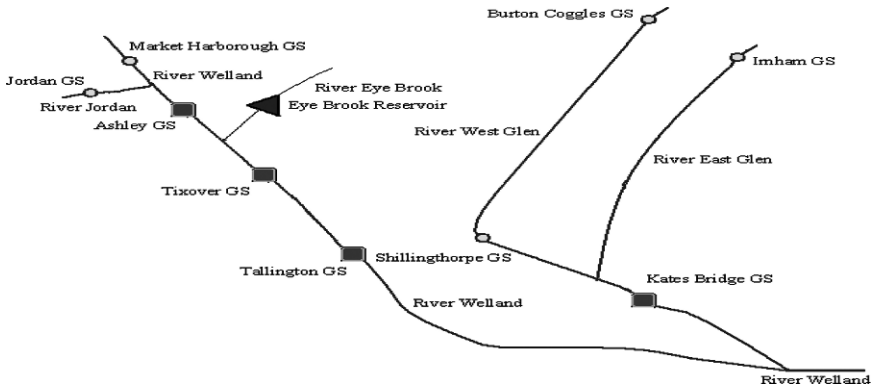 Burton Coggles GS
Market Harborough GS
Imham GS
River Welland
Jordan GS
River Eye Brook
River Jordan
Eye Brook Reservoir
Ashley GS
River West Glen
River East Glen
Tixover GS
Shillingthorpe GS
Tallington GS
Kates Bridge GS
River Welland
River Welland